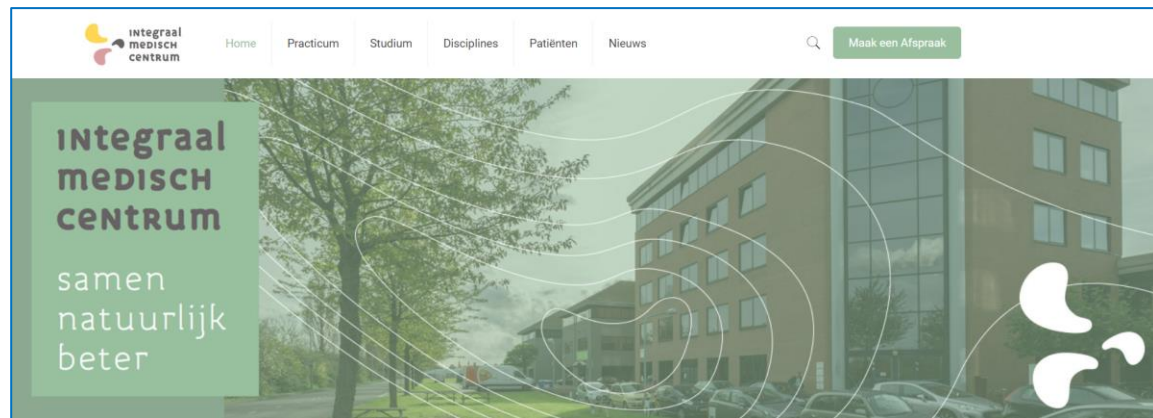 integraal
medisch
centrum
Home
Practicum
Studium
Disciplines
Patiënten
Nieuws
Maak een Afspraak
integraal
medisch
centrum
samen
natuurlijk
beter